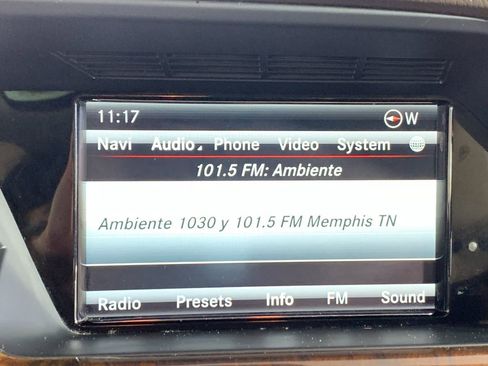 11:17 W
Navi Audio Phone Video System
101.5 FM: Ambiente
Ambiente 1030 y 101.5 FM Memphis TN
Radio Presets Info FM Sound